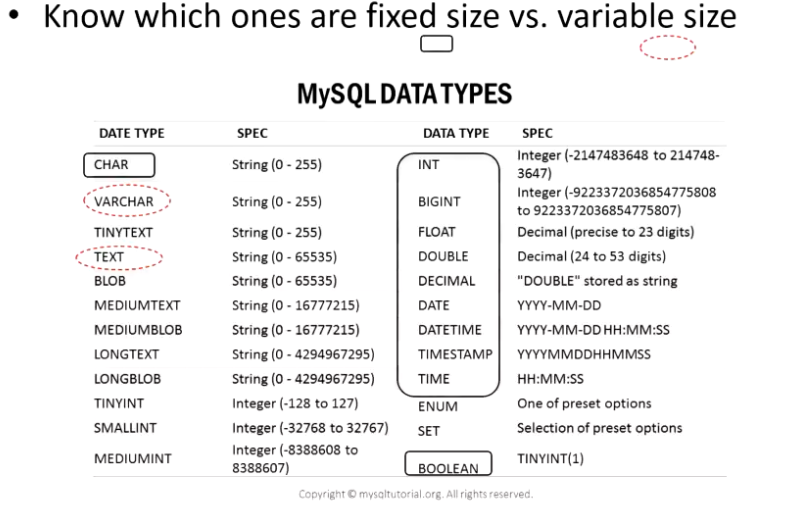 • Know which ones are fixed size vs. variable size
MySQL DATA TYPES
DATE TYPE SPEC DATA TYPE SPEC
CHAR String (0 - 255) INT Integer (-2147483648 to 214748-
3647)
VARCHAR String (0 - 255) BIGINT Integer (-9223372036854775808
to 9223372036854775807)
TINYTEXT String (0 - 255) FLOAT Decimal (precise to 23 digits)
TEXT String (0 - 65535) DOUBLE Decimal (24 to 53 digits)
BLOB String (0 - 65535) DECIMAL "DOUBLE" stored as string
MEDIUMTEXT String (0 - 16777215) DATE YYYY-MM-DD
MEDIUMBLOB String (0 - 16777215) DATETIME YYYY-MM-DD HH:MM:SS
LONGTEXT String (0 - 4294967295) TIMESTAMP YYYYMMDDHHMMSS
LONGBLOB String (0 - 4294967295) TIME HH:MM:SS
TINYINT Integer (-128 to 127) ENUM One of preset options
SMALLINT Integer (-32768 to 32767) SET Selection of preset options
MEDIUMINT Integer (-8388608 to
8388607) BOOLEAN TINYINT(1)
Copyright © mysqltutorial.org. All rights reserved.